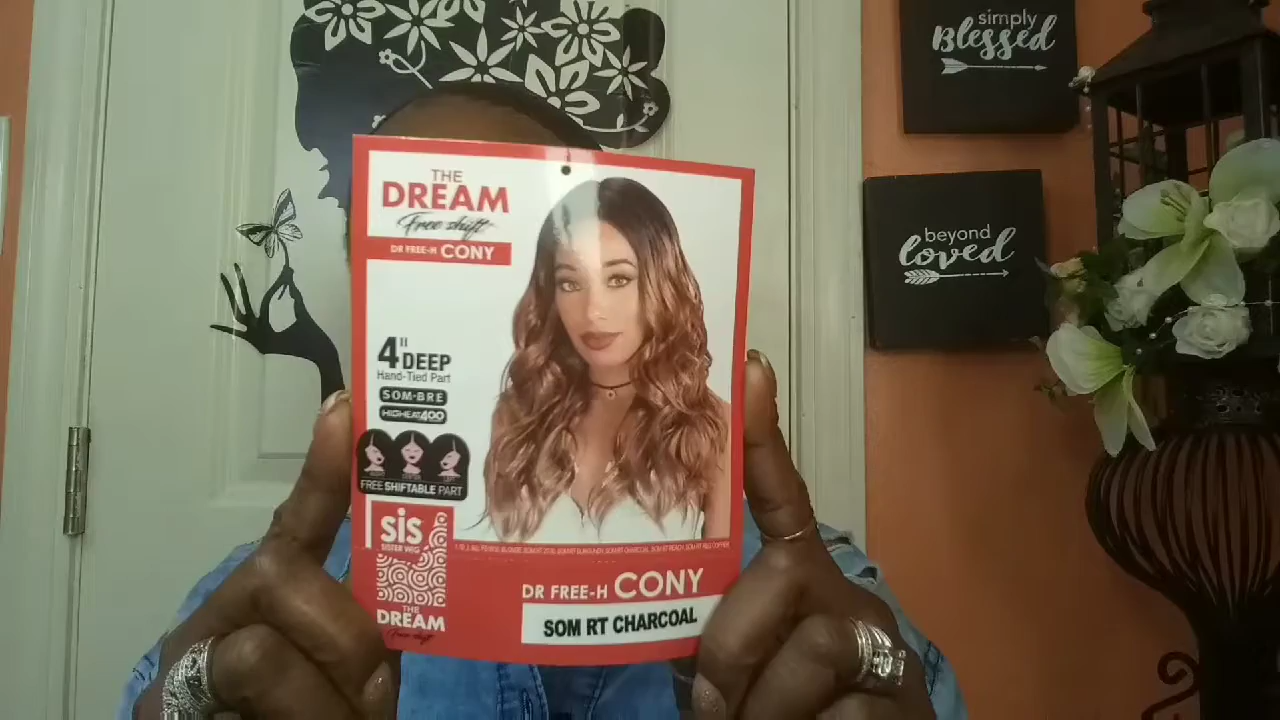 simply
Blessed
beyond
loved
THE
DREAM
Free shift
DR FREE-H CONY
4" DEEP
Hand-Tied Part
SOM-BRE
HIGHEAT400
FREE SHIFTABLE PART
sis
SISTER WIG
THE
DREAM
Free shift
DR FREE-H CONY
SOM RT CHARCOAL